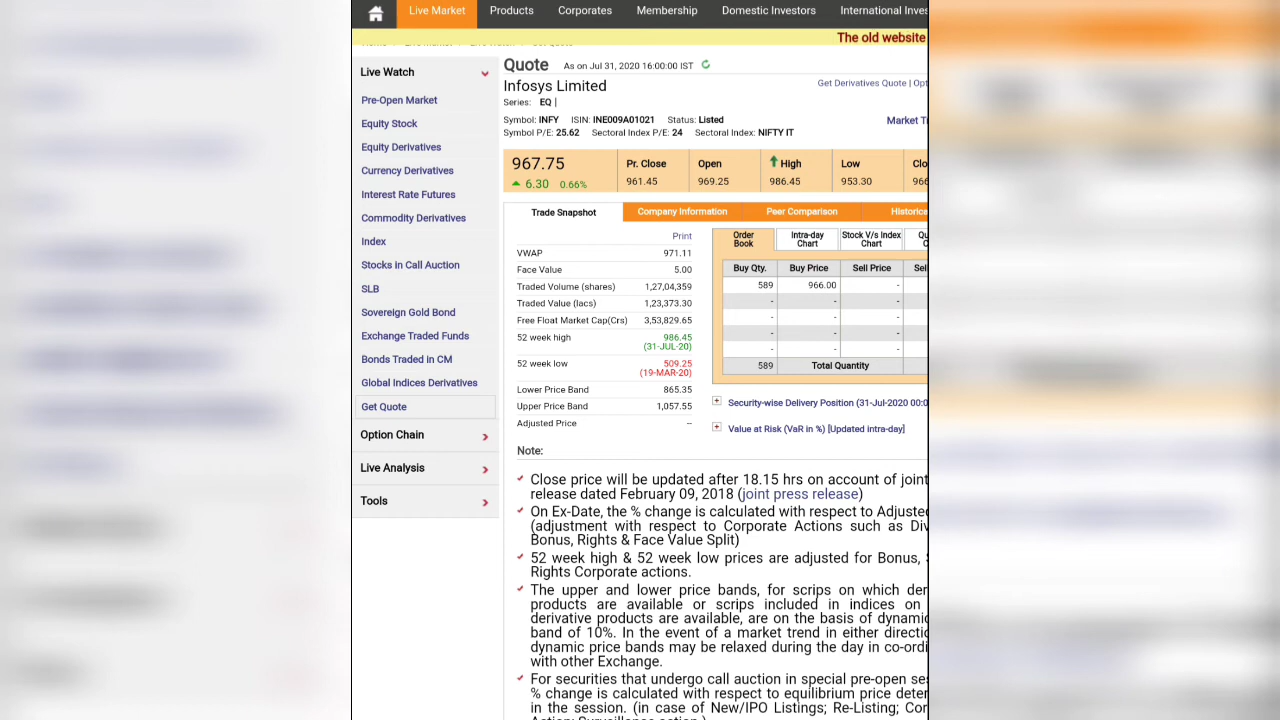 Live Market Products Corporates Membership Domestic Investors International Inves
The old website
Live Watch
Pre-Open Market
Equity Stock
Equity Derivatives
Currency Derivatives
Interest Rate Futures
Commodity Derivatives
Index
Stocks in Call Auction
SLB
Sovereign Gold Bond
Exchange Traded Funds
Bonds Traded in CM
Global Indices Derivatives
Get Quote
Option Chain
Live Analysis
Tools
Quote As on Jul 31, 2020 16:00:00 IST
Infosys Limited
Get Derivatives Quote | Opt
Series: EQ |
Symbol: INFY ISIN: INE009A01021 Status: Listed
Market Tr
Symbol P/E: 25.62 Sectoral Index P/E: 24 Sectoral Index: NIFTY IT
967.75 Pr. Close Open High Low Clo
6.30 0.66% 961.45 969.25 986.45 953.30 966
Trade Snapshot Company Information Peer Comparison Historica
Print
VWAP 971.11
Face Value 5.00
Traded Volume (shares) 1,27,04,359
Traded Value (lacs) 1,23,373.30
Free Float Market Cap(Crs) 3,53,829.65
52 week high 986.45
(31-JUL-20)
52 week low 509.25
(19-MAR-20)
Lower Price Band 865.35
Upper Price Band 1,057.55
Adjusted Price --
Order Intra-day Stock V/s Index Qu
Book Chart Chart C
Buy Qty. Buy Price Sell Price Sel
589 966.00 -
- - -
- - -
- - -
- - -
589 Total Quantity
Security-wise Delivery Position (31-Jul-2020 00:0
Value at Risk (VaR in %) [Updated intra-day]
Note:
Close price will be updated after 18.15 hrs on account of joint
release dated February 09, 2018 (joint press release)
On Ex-Date, the % change is calculated with respect to Adjusted
(adjustment with respect to Corporate Actions such as Div
Bonus, Rights & Face Value Split)
52 week high & 52 week low prices are adjusted for Bonus, S
Rights Corporate actions.
The upper and lower price bands, for scrips on which der
products are available or scrips included in indices on
derivative products are available, are on the basis of dynamic
band of 10%. In the event of a market trend in either directi
dynamic price bands may be relaxed during the day in co-ordi
with other Exchange.
For securities that undergo call auction in special pre-open ses
% change is calculated with respect to equilibrium price deter
in the session. (in case of New/IPO Listings; Re-Listing; Cor
Action; Surveillance action.)